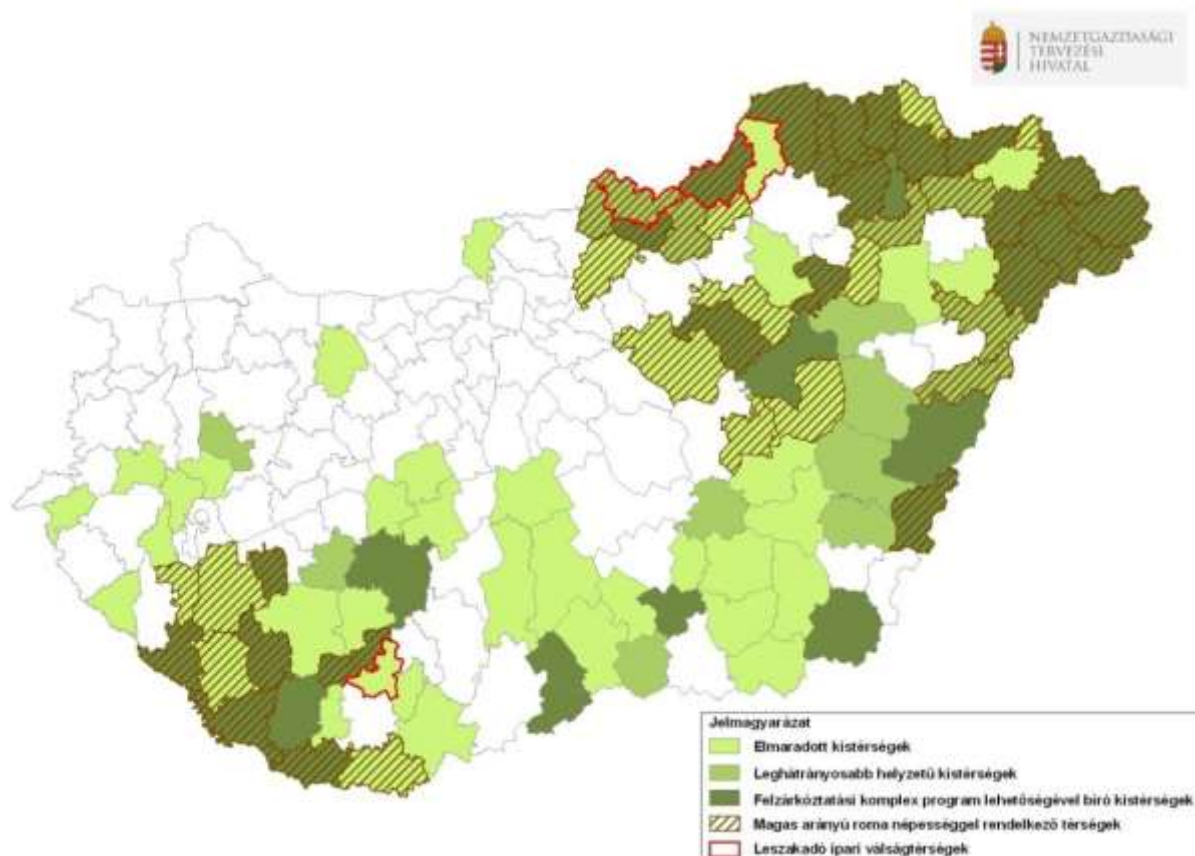 NEMZETGAZDASÁGI
TERVEZÉSI
HIVATAL
Jelmagyarázat
Elmaradott kistérségek
Leghátrányosabb helyzetű kistérségek
Felzárkóztatási komplex program lehetőségével bíró kistérségek
Magas arányú roma népességgel rendelkező térségek
Leszakadó ipari válságtérségek